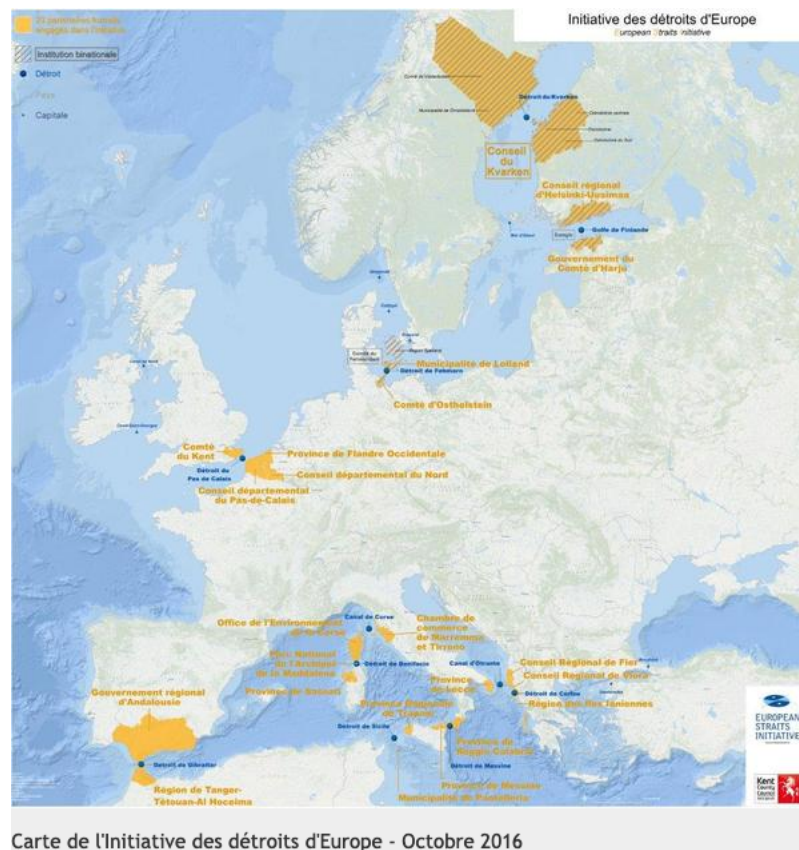 Initiative des détroits d'Europe
European Straits Initiative
partenaires
engagés dans l'Initiative
Institution binationale
Détroit
Pays
Capitale
Détroit du Kvarken
Conseil
du
Kvarken
Conseil régional
d'Helsinki-Uusimaa
Golfe de Finlande
Gouvernement du
Comté d'Harju
Municipalité de Lolland
Détroit de Fehmarn
Comté d'Ostholstein
Comté
du Kent
Province de Flandre Occidentale
Détroit du
Pas de Calais
Conseil départemental du Nord
Conseil départemental
du Pas-de-Calais
Canal de Corse
Office de l'Environnement
de la Corse
Chambre de
commerce
de Maremme
et Tirreno
Parc National
de l'Archipel
de la Maddalena
Détroit de Bonifacio
Canal d'Otrante
Conseil Régional de Fier
Conseil Régional de Vlora
Province
de Lecce
Détroit de Corfou
Région des îles Ioniennes
Province de Sassari
Gouvernement régional
d'Andalousie
de Trapani
Détroit de Sicile
Province de
Reggio Calabria
Détroit de Gibraltar
Détroit de Messine
Région de Tanger-
Tétouan-Al Hoceima
Province de Messine
Municipalité de Pantelleria
EUROPEAN
STRAITS
INITIATIVE
Kent
County
Council
Carte de l'Initiative des détroits d'Europe - Octobre 2016